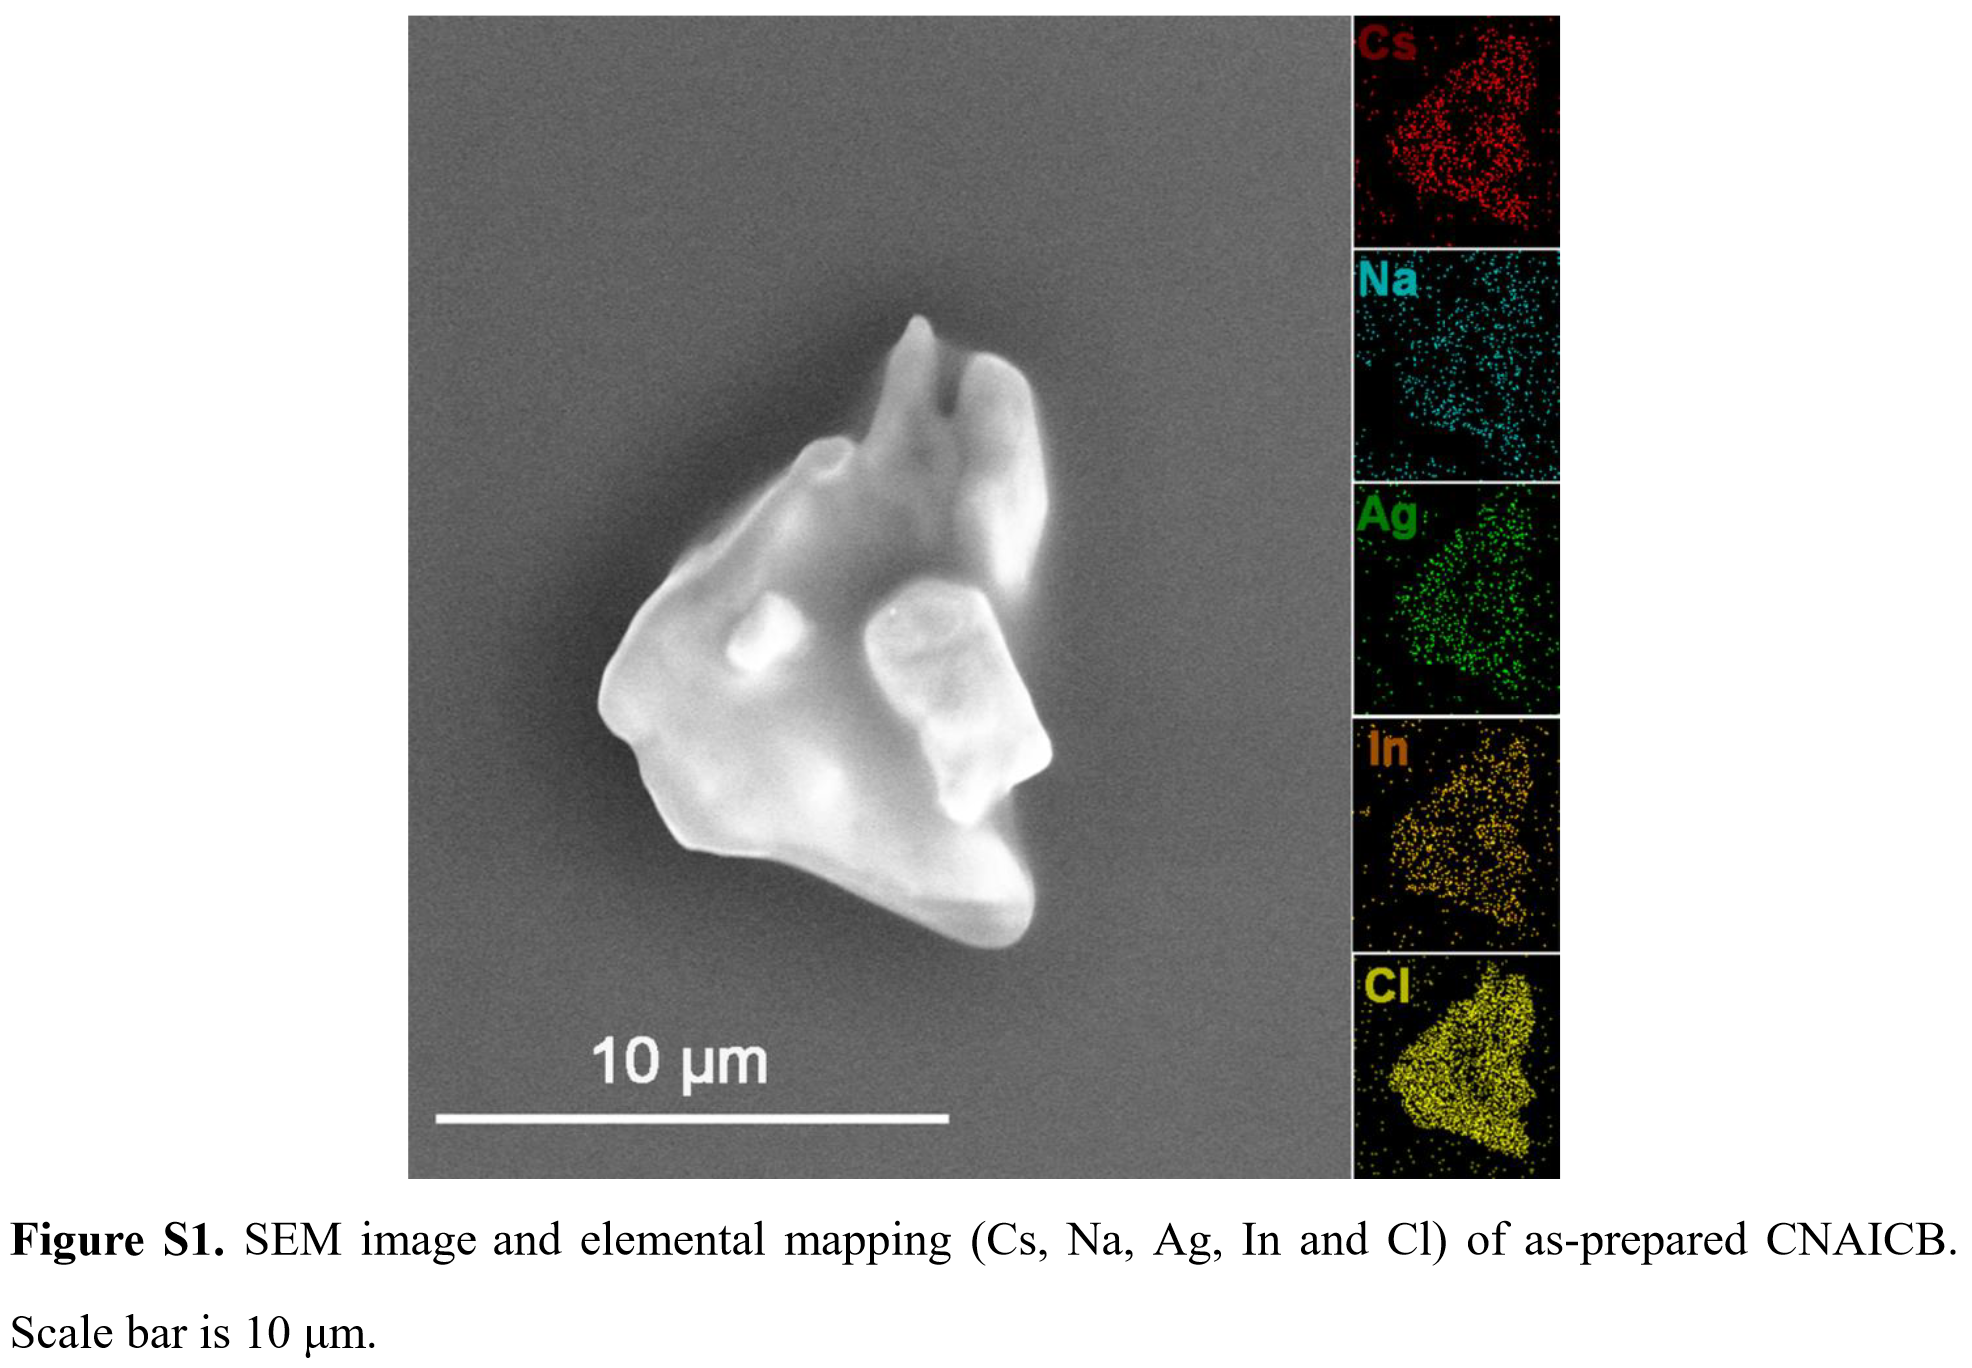 Cs
Na
Ag
In
Cl
10 µm
Figure S1. SEM image and elemental mapping (Cs, Na, Ag, In and Cl) of as-prepared CNAICB.
Scale bar is 10 μm.